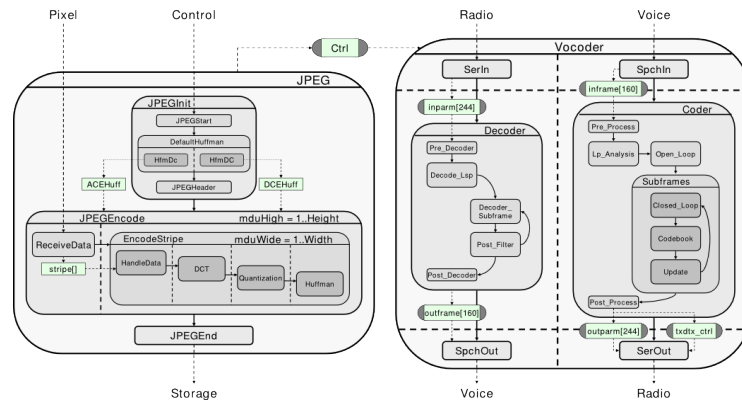 Pixel
Control
Radio
Voice
Ctrl
Vocoder
JPEG
SerIn
SpchIn
inparm[244]
inframe[160]
JPEGInit
JPEGStart
DefaultHuffman
HfmDc
HfmDC
JPEGHeader
ACEHuff
DCEHuff
Decoder
Pre_Decoder
Decode_Lsp
Decoder_
Subframe
Post_Filter
Post_Decoder
Coder
Pre_Process
Lp_Analysis
Open_Loop
Subframes
Closed_Loop
Codebook
Update
Post_Process
JPEGEncode
mduHigh = 1..Height
ReceiveData
stripe[]
EncodeStripe
mduWide = 1..Width
HandleData
DCT
Quantization
Huffman
JPEGEnd
outframe[160]
outparm[244]
txdtx_ctrl
SpchOut
SerOut
Storage
Voice
Radio